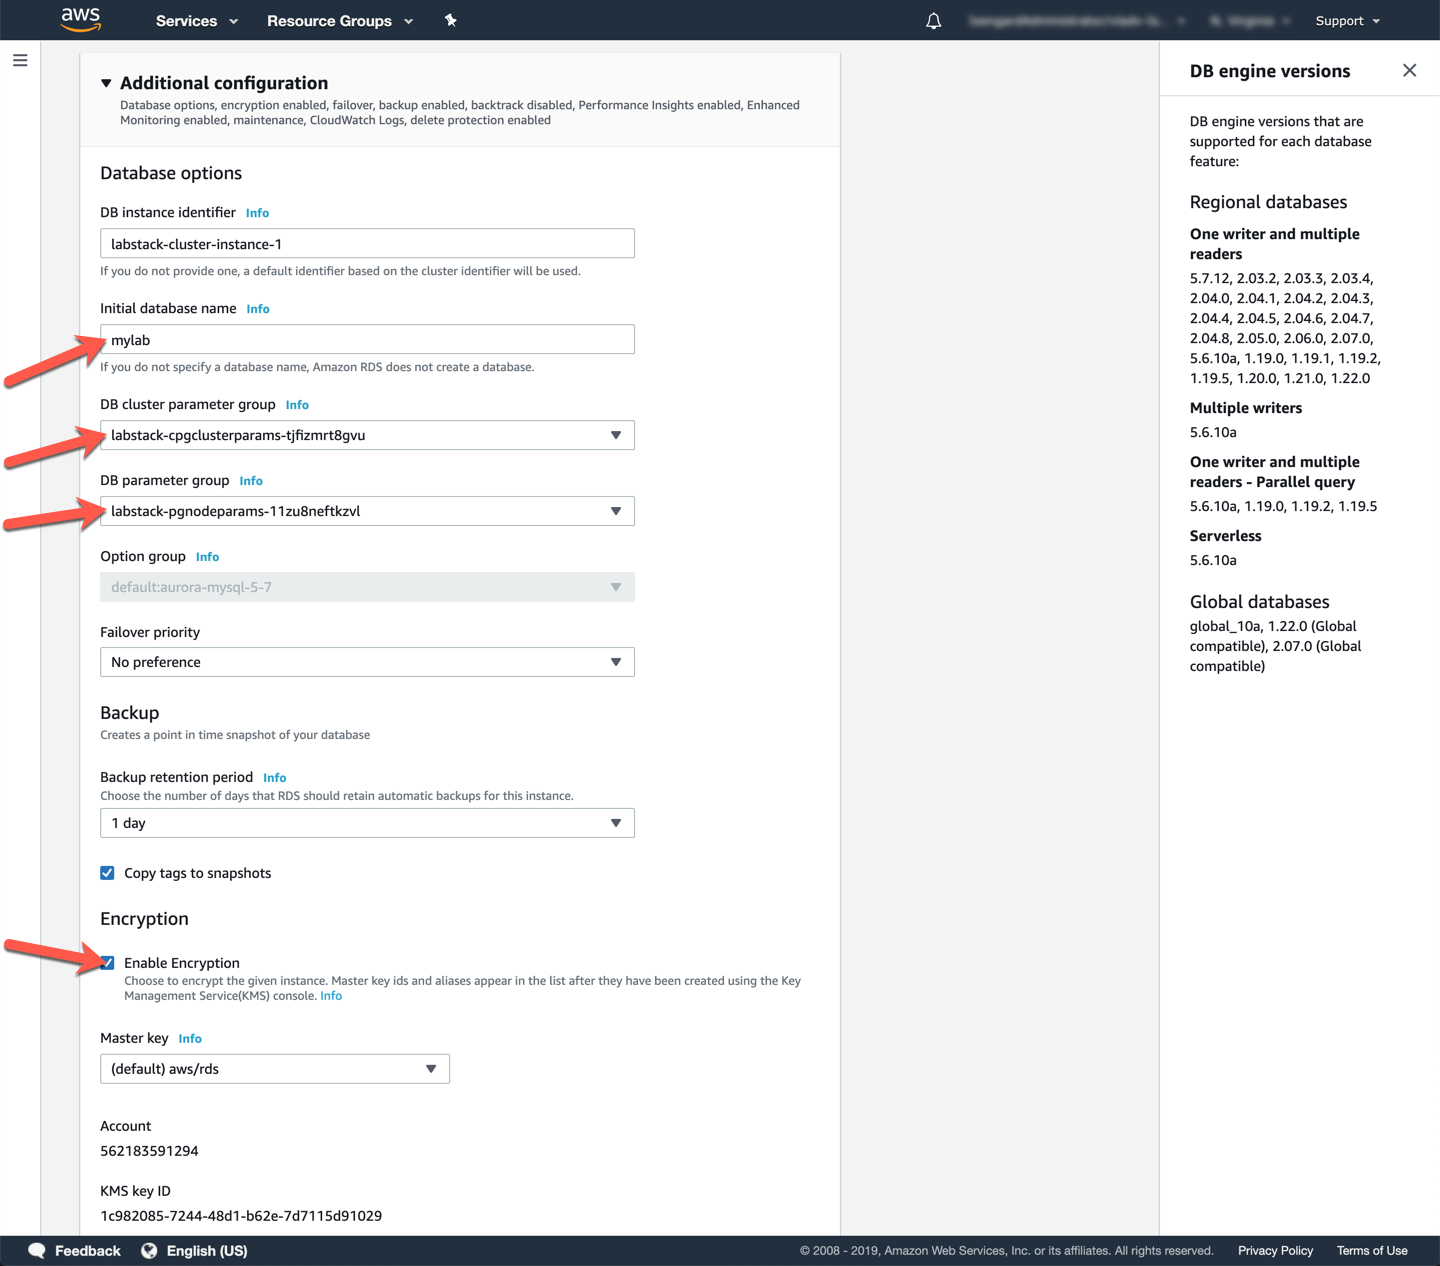 aws
Services
Resource Groups
Support
Additional configuration
Database options, encryption enabled, failover, backup enabled, backtrack disabled, Performance Insights enabled, Enhanced
Monitoring enabled, maintenance, CloudWatch Logs, delete protection enabled
Database options
DB instance identifier Info
labstack-cluster-instance-1
If you do not provide one, a default identifier based on the cluster identifier will be used.
Initial database name Info
mylab
If you do not specify a database name, Amazon RDS does not create a database.
DB cluster parameter group Info
labstack-cpgclusterparams-tjfizmrt8gvu
DB parameter group Info
labstack-pgnodeparams-11zu8neftkzvl
Option group Info
default:aurora-mysql-5-7
Failover priority
No preference
Backup
Creates a point in time snapshot of your database
Backup retention period Info
Choose the number of days that RDS should retain automatic backups for this instance.
1 day
Copy tags to snapshots
Encryption
Enable Encryption
Choose to encrypt the given instance. Master key ids and aliases appear in the list after they have been created using the Key
Management Service(KMS) console. Info
Master key Info
(default) aws/rds
Account
562183591294
KMS key ID
1c982085-7244-48d1-b62e-7d7115d91029
DB engine versions
DB engine versions that are
supported for each database
feature:
Regional databases
One writer and multiple
readers
5.7.12, 2.03.2, 2.03.3, 2.03.4,
2.04.0, 2.04.1, 2.04.2, 2.04.3,
2.04.4, 2.04.5, 2.04.6, 2.04.7,
2.04.8, 2.05.0, 2.06.0, 2.07.0,
5.6.10a, 1.19.0, 1.19.1, 1.19.2,
1.19.5, 1.20.0, 1.21.0, 1.22.0
Multiple writers
5.6.10a
One writer and multiple
readers - Parallel query
5.6.10a, 1.19.0, 1.19.2, 1.19.5
Serverless
5.6.10a
Global databases
global_10a, 1.22.0 (Global
compatible), 2.07.0 (Global
compatible)
Feedback
English (US)
© 2008 - 2019, Amazon Web Services, Inc. or its affiliates. All rights reserved.
Privacy Policy
Terms of Use